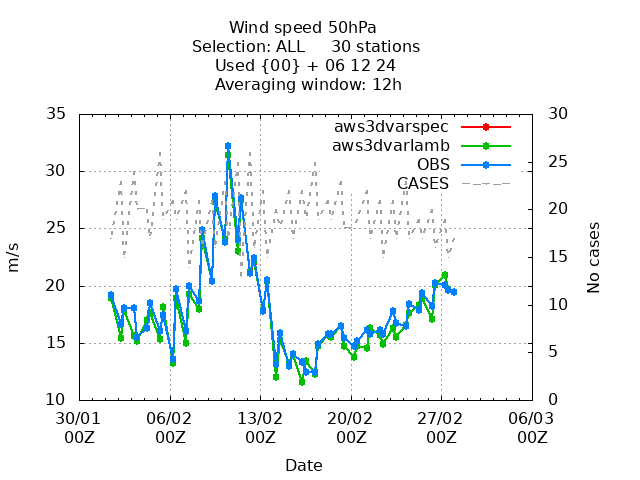 Wind speed 50hPa
Selection: ALL     30 stations
Used {00} + 06 12 24
Averaging window: 12h
35
30
25
20
15
10
m/s
30
25
20
15
10
5
0
No cases
aws3dvarspec
aws3dvarlamb
OBS
CASES
30/01 06/02 13/02 20/02 27/02 06/03
00Z 00Z 00Z 00Z 00Z 00Z
Date